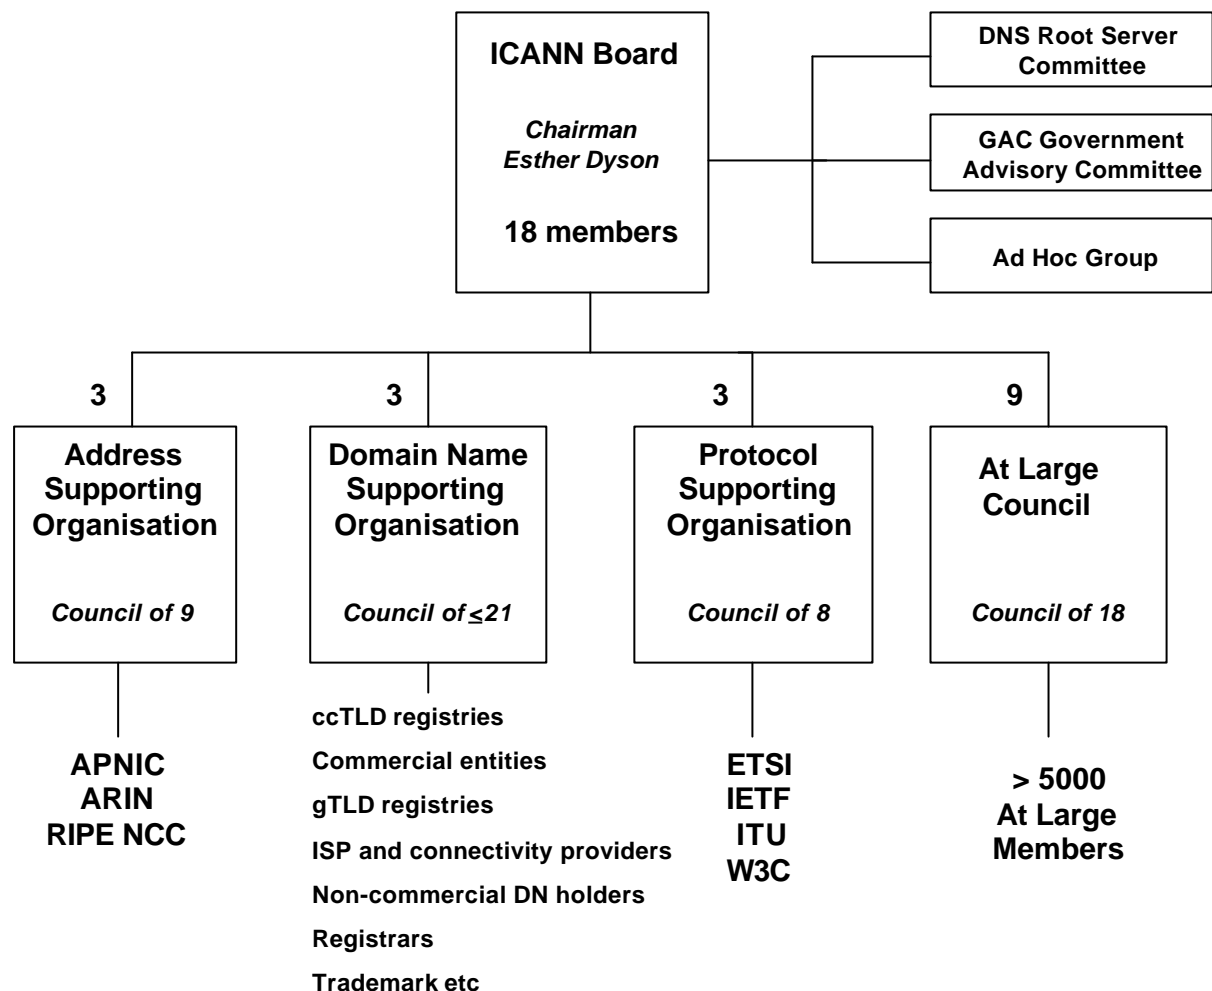 ICANN Board
Chairman
Esther Dyson
18 members
DNS Root Server
Committee
GAC Government
Advisory Committee
Ad Hoc Group
3
Address
Supporting
Organisation
Council of 9
APNIC
ARIN
RIPE NCC
3
Domain Name
Supporting
Organisation
Council of ≤21
ccTLD registries
Commercial entities
gTLD registries
ISP and connectivity providers
Non-commercial DN holders
Registrars
Trademark etc
3
Protocol
Supporting
Organisation
Council of 8
ETSI
IETF
ITU
W3C
9
At Large
Council
Council of 18
> 5000
At Large
Members